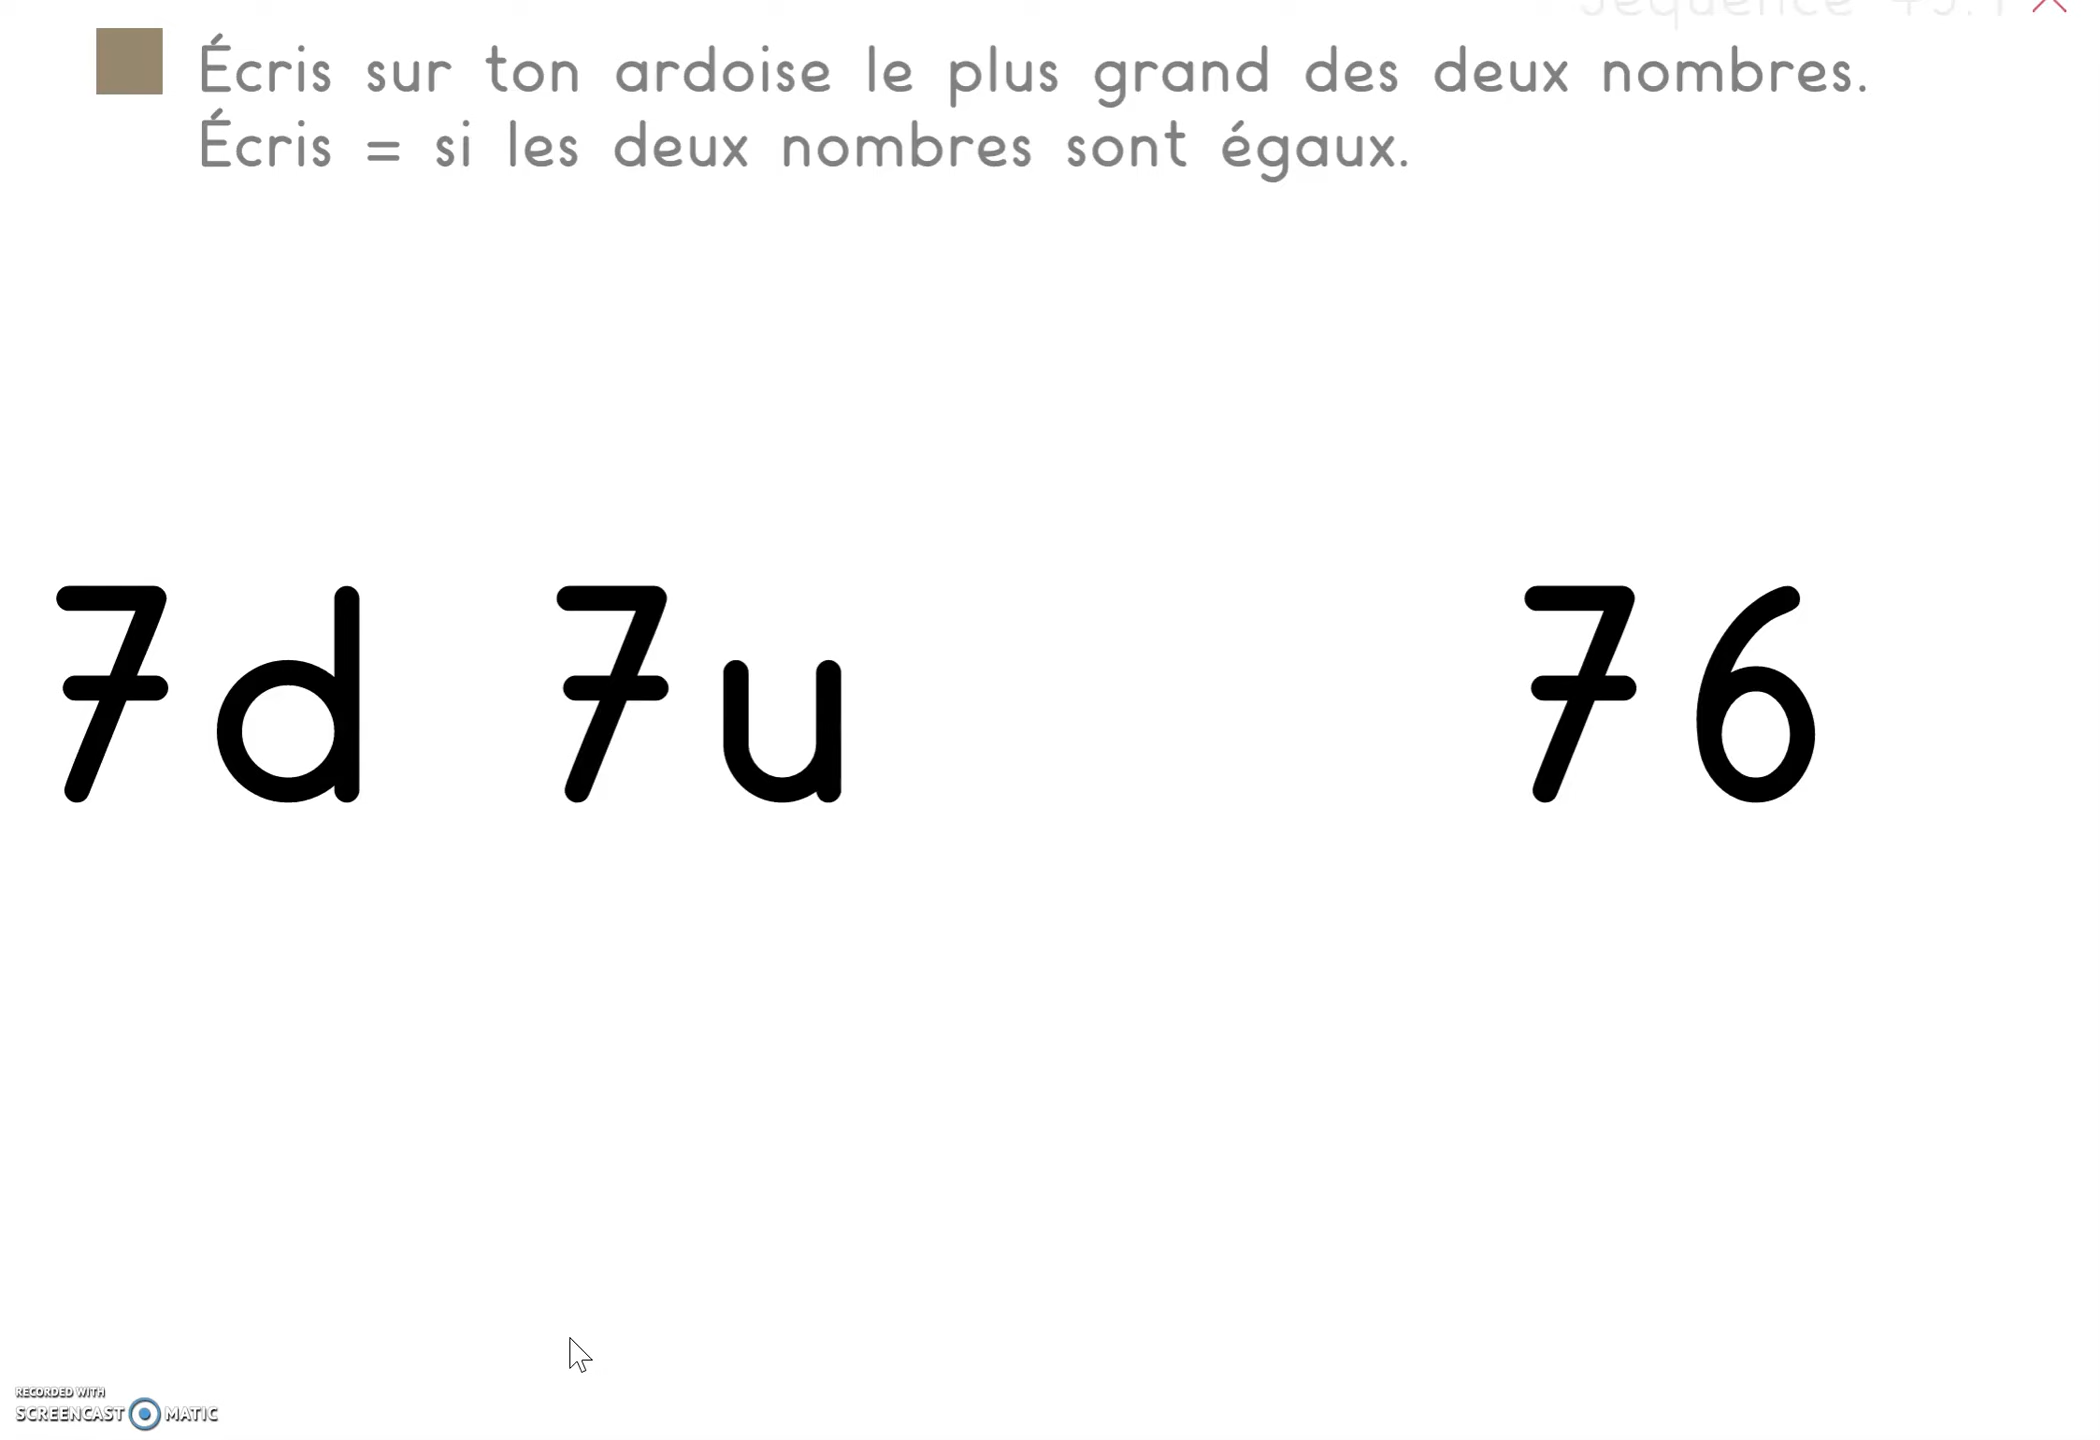 Écris sur ton ardoise le plus grand des deux nombres.
Écris = si les deux nombres sont égaux.
7d 7u 76
RECORDED WITH
SCREENCAST MATIC